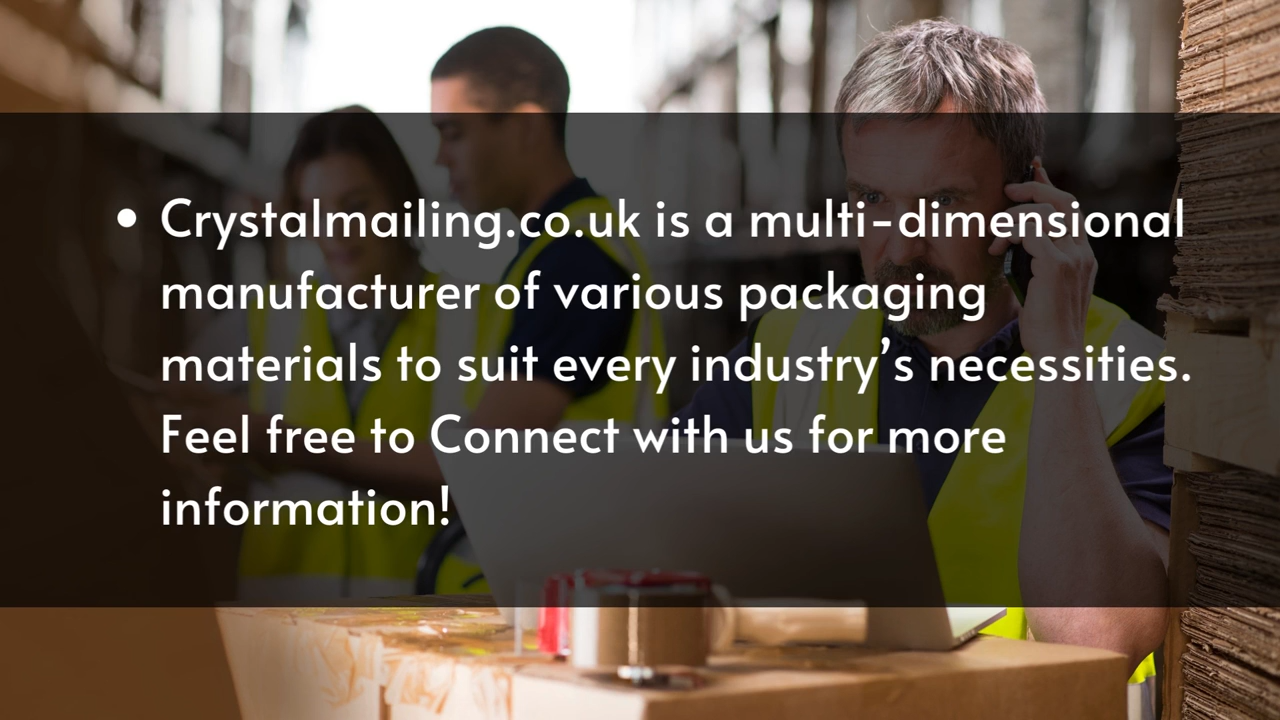 • Crystalmailing.co.uk is a multi-dimensional
manufacturer of various packaging
materials to suit every industry’s necessities.
Feel free to Connect with us for more
information!